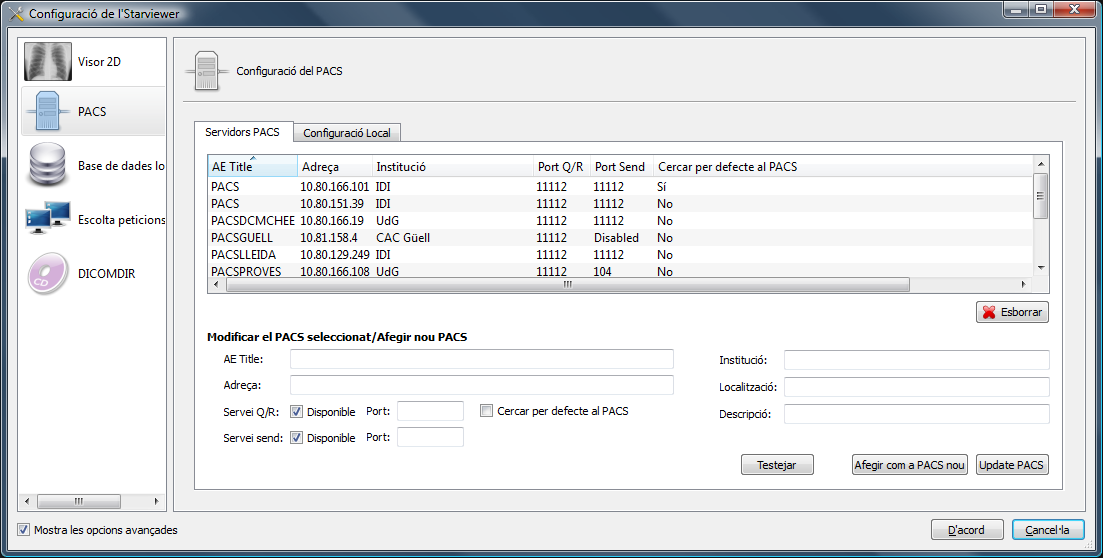 Configuració de l'Starviewer
Visor 2D
PACS
Base de dades lo
Escolta peticions
DICOMDIR
CD
Configuració del PACS
Servidors PACS Configuració Local
AE Title Adreça Institució Port Q/R Port Send Cercar per defecte al PACS
PACS 10.80.166.101 IDI 11112 11112 Sí
PACS 10.80.151.39 IDI 11112 11112 No
PACSDCMCHEE 10.80.166.19 UdG 11112 11112 No
PACSGUELL 10.81.158.4 CAC Güell 11112 Disabled No
PACSLLEIDA 10.80.129.249 IDI 11112 11112 No
PACSPROVES 10.80.166.108 UdG 11112 104 No
Esborrar
Modificar el PACS seleccionat/Afegir nou PACS
AE Title: Institució:
Adreça: Localització:
Servei Q/R: Disponible Port: Cercar per defecte al PACS Descripció:
Servei send: Disponible Port:
Testejar Afegir com a PACS nou Update PACS
Mostra les opcions avançades D'acord Cancel·la